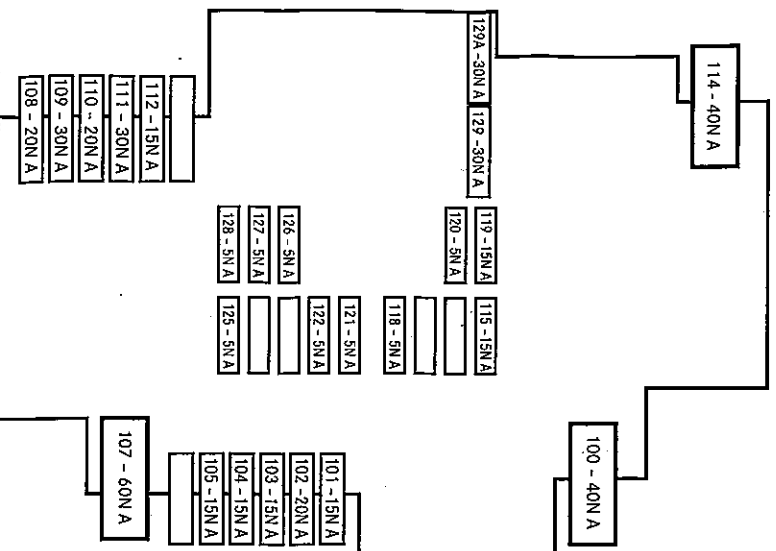 129A -30N A
129 -30N A
114 - 40N A
108 - 20N A
109 - 30N A
110 - 20N A
111 - 30N A
112 - 15N A
128 - 5N A
127 - 5N A
126 - 5N A
120 - 5N A
119 - 15N A
125 - 5N A
122 - 5N A
121 - 5N A
118 - 5N A
115 - 15N A
107 - 60N A
105 - 15N A
104 - 15N A
103 - 15N A
102 - 20N A
101 - 15N A
100 - 40N A